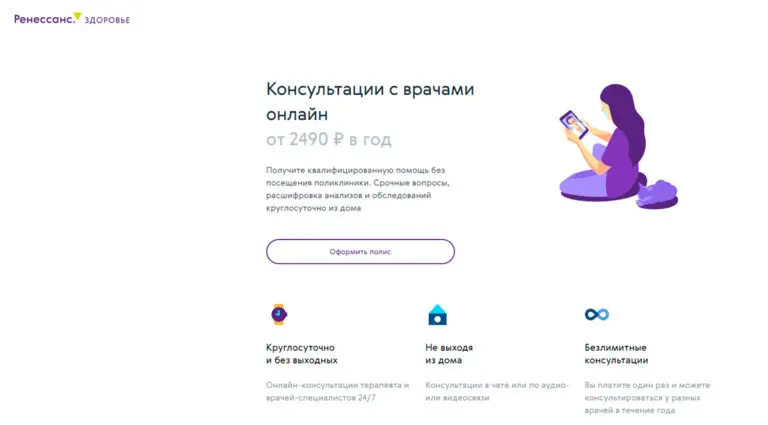 Ренессанс. ЗДОРОВЬЕ
Консультации с врачами
онлайн
от 2490 ₽ в год
Получите квалифицированную помощь без
посещения поликлиники. Срочные вопросы,
расшифровка анализов и обследований
круглосуточно из дома
Оформить полис
Круглосуточно
и без выходных
Онлайн-консультации терапевта и
врачей-специалистов 24/7
Не выходя
из дома
Консультации в чате или по аудио-
или видеосвязи
Безлимитные
консультации
Вы платите один раз и можете
консультироваться у разных
врачей в течение года